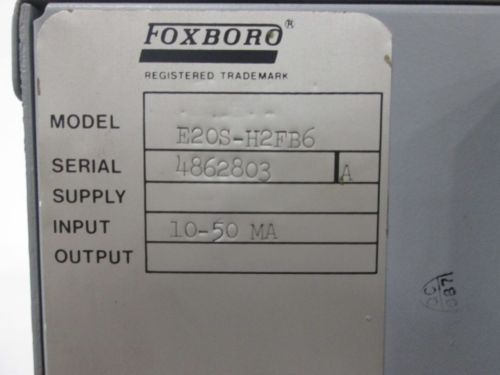 FOXBORO®
REGISTERED TRADEMARK
MODEL E20S-H2FB6
SERIAL 4862803 A
SUPPLY
INPUT 10-50 MA
OUTPUT